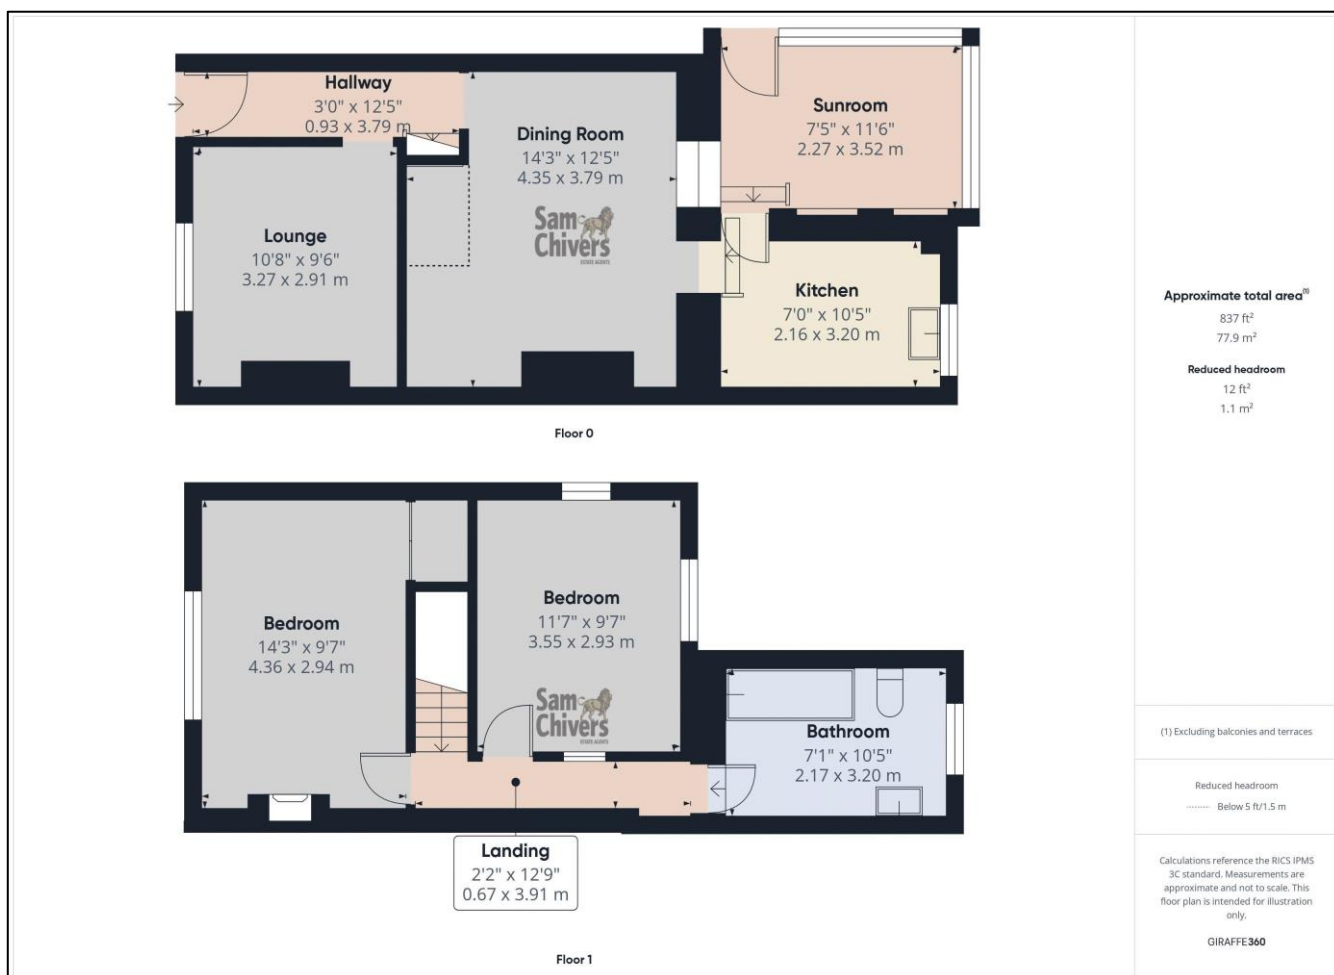 Hallway
3'0" x 12'5"
0.93 x 3.79 m
Sunroom
7'5" x 11'6"
2.27 x 3.52 m
Dining Room
14'3" x 12'5"
4.35 x 3.79 m
Sam
Chivers
ESTATE AGENTS
Lounge
10'8" x 9'6"
3.27 x 2.91 m
Kitchen
7'0" x 10'5"
2.16 x 3.20 m
Floor 0
Bedroom
14'3" x 9'7"
4.36 x 2.94 m
Bedroom
11'7" x 9'7"
3.55 x 2.93 m
Sam
Chivers
ESTATE AGENTS
Bathroom
7'1" x 10'5"
2.17 x 3.20 m
Landing
2'2" x 12'9"
0.67 x 3.91 m
Floor 1
Approximate total area⁽¹⁾
837 ft²
77.9 m²
Reduced headroom
12 ft²
1.1 m²
(1) Excluding balconies and terraces
Reduced headroom
Below 5 ft/1.5 m
Calculations reference the RICS IPMS
3C standard. Measurements are
approximate and not to scale. This
floor plan is intended for illustration
only.
GIRAFFE360